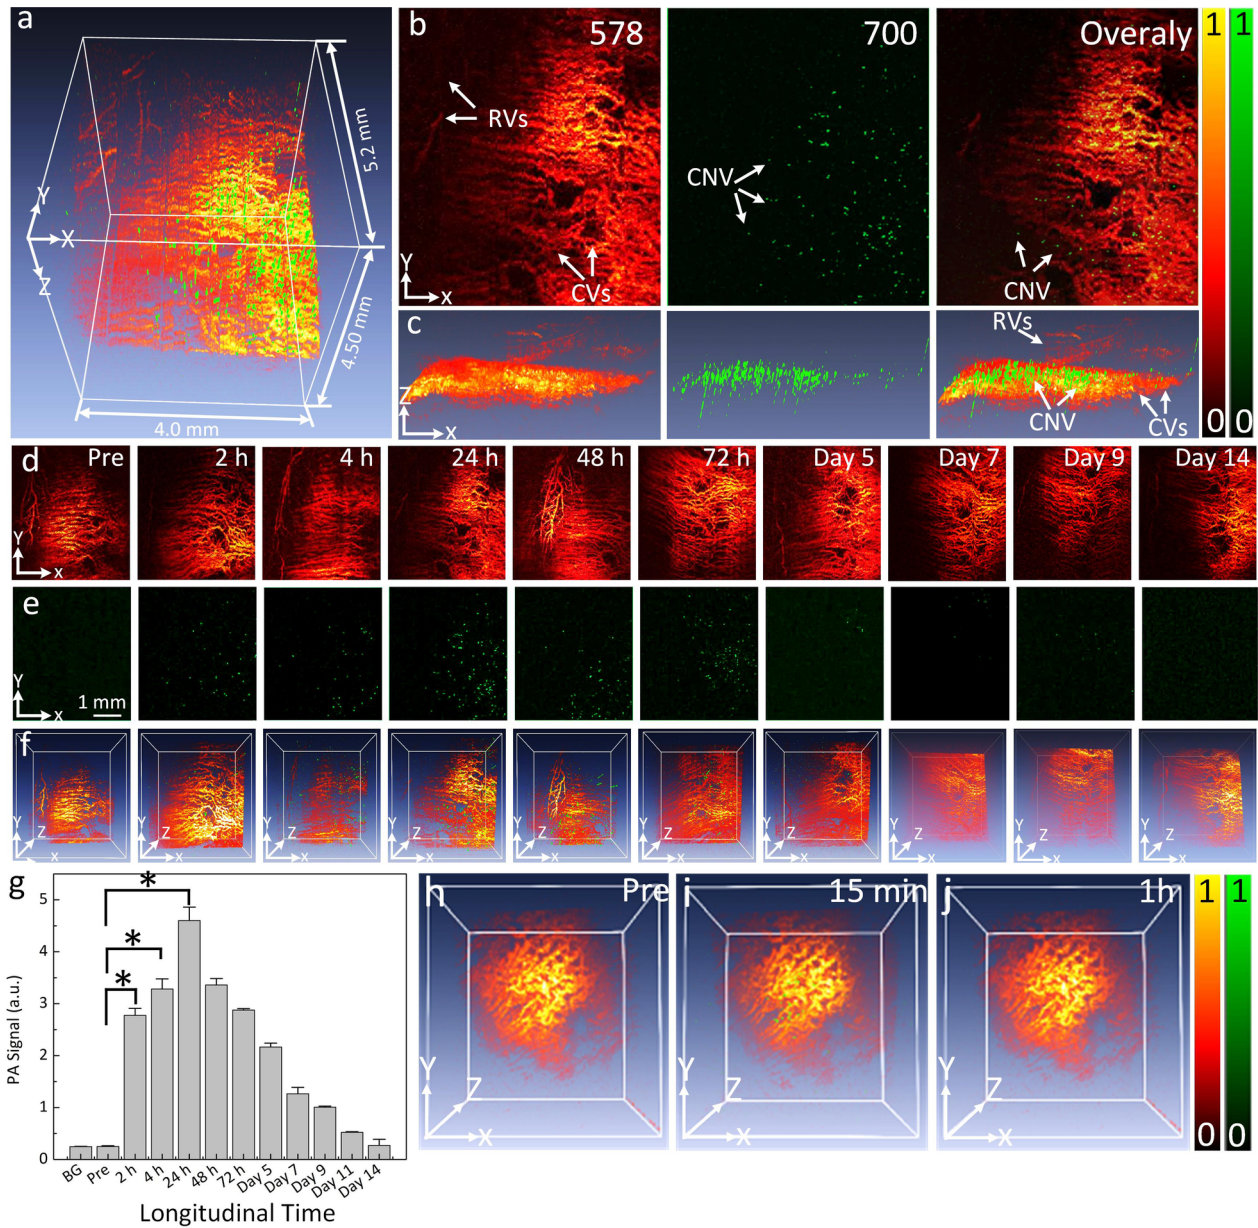 a
5.2 mm
4.50 mm
4.0 mm
Y
X
Z
b
578
RVs
CVs
Y
x
700
CNV
Overaly
CNV
1
1
0
0
c
Z
x
RVs
CNV
CVs
d
Pre
2 h
4 h
24 h
48 h
72 h
Day 5
Day 7
Day 9
Day 14
Y
x
e
Y
x
1 mm
f
Y
Z
x
Y
Z
x
Y
Z
x
Y
Z
x
Y
Z
x
Y
Z
x
Y
Z
x
Y
Z
x
Y
Z
x
Y
Z
x
g
PA Signal (a.u.)
5
4
3
2
1
0
*
*
*
BG
Pre
2 h
4 h
24 h
48 h
72 h
Day 5
Day 7
Day 9
Day 11
Day 14
Longitudinal Time
h
Pre
Y
Z
X
i
15 min
Y
Z
X
j
1h
Y
Z
X
1
1
0
0